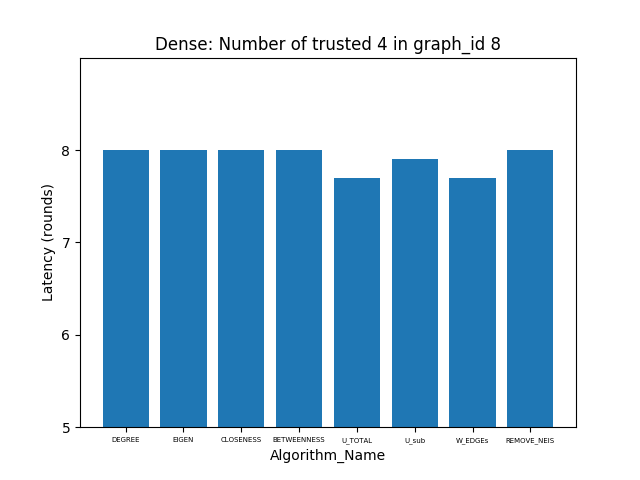 Dense: Number of trusted 4 in graph_id 8
Latency (rounds)
8
7
6
5
DEGREE EIGEN CLOSENESS BETWEENNESS U_TOTAL U_sub W_EDGEs REMOVE_NEIS
Algorithm_Name